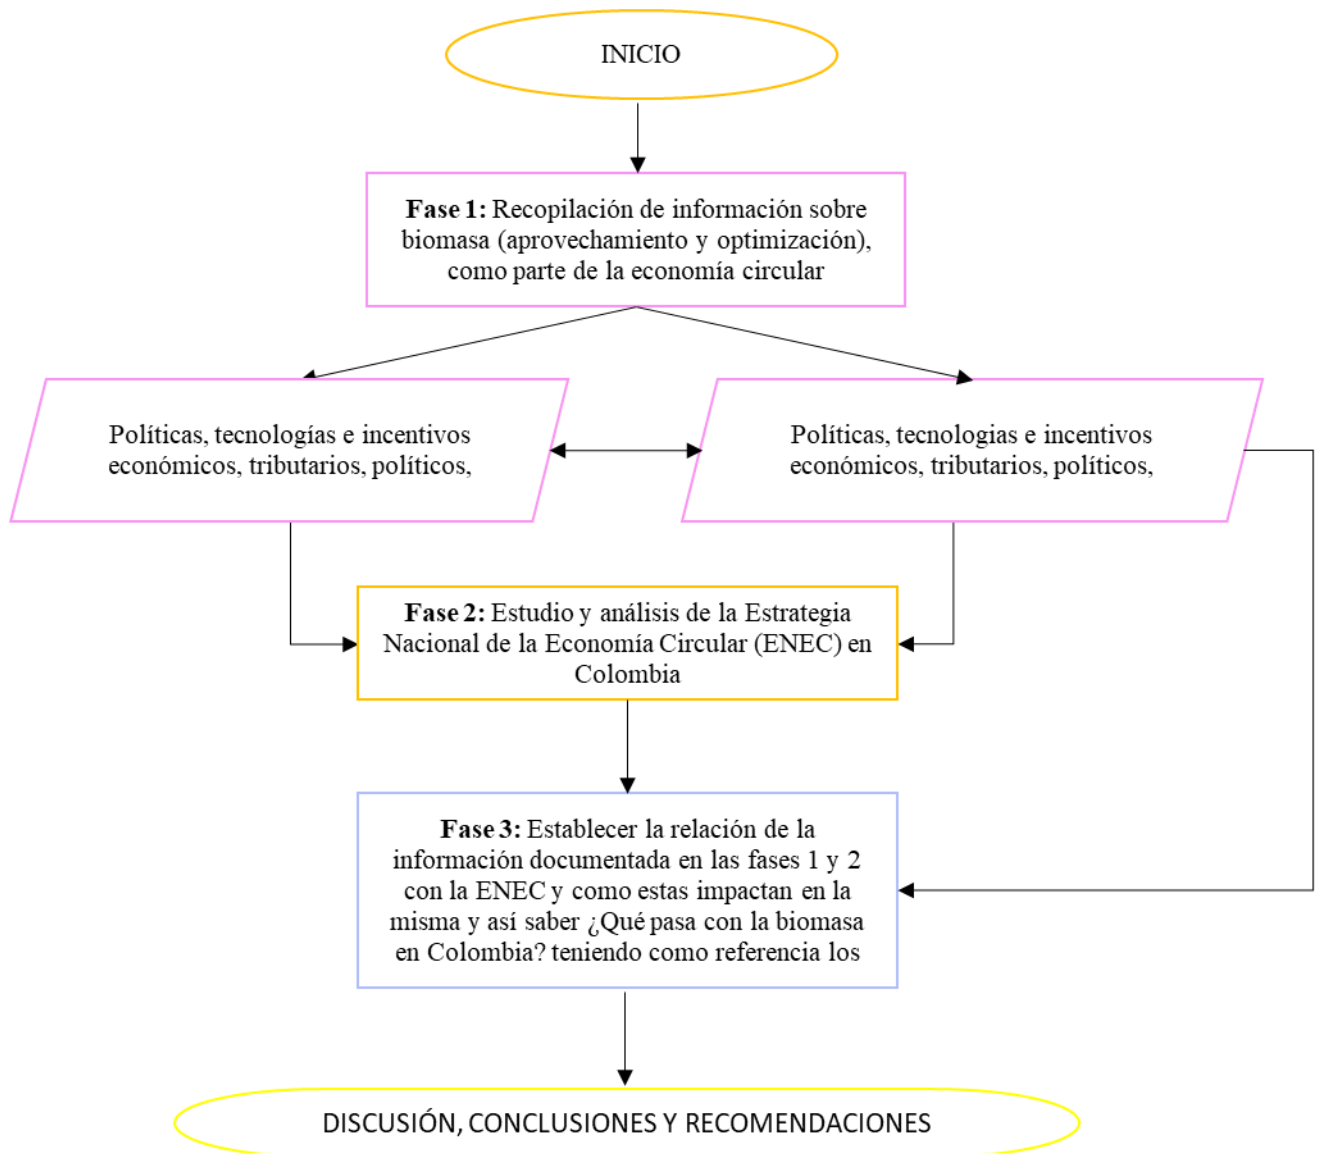 INICIO
Fase 1: Recopilación de información sobre
biomasa (aprovechamiento y optimización),
como parte de la economía circular
Políticas, tecnologías e incentivos
económicos, tributarios, políticos,
Políticas, tecnologias e incentivos
económicos, tributarios, políticos,
Fase 2: Estudio y análisis de la Estrategia
Nacional de la Economía Circular (ENEC) en
Colombia
Fase 3: Establecer la relación de la
información documentada en las fases 1 y 2
con la ENEC y como estas impactan en la
misma y así saber ¿Qué pasa con la biomasa
en Colombia? teniendo como referencia los
DISCUSIÓN, CONCLUSIONES Y RECOMENDACIONES